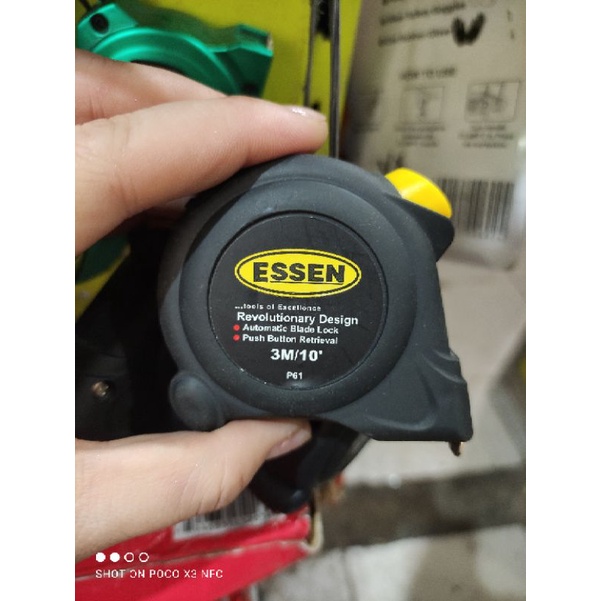 ESSEN
...tools of Excellence
Revolutionary Design
Automatic Blade Lock
Push Button Retrieval
3M/10'
P61
SHOT ON POCO X3 NFC